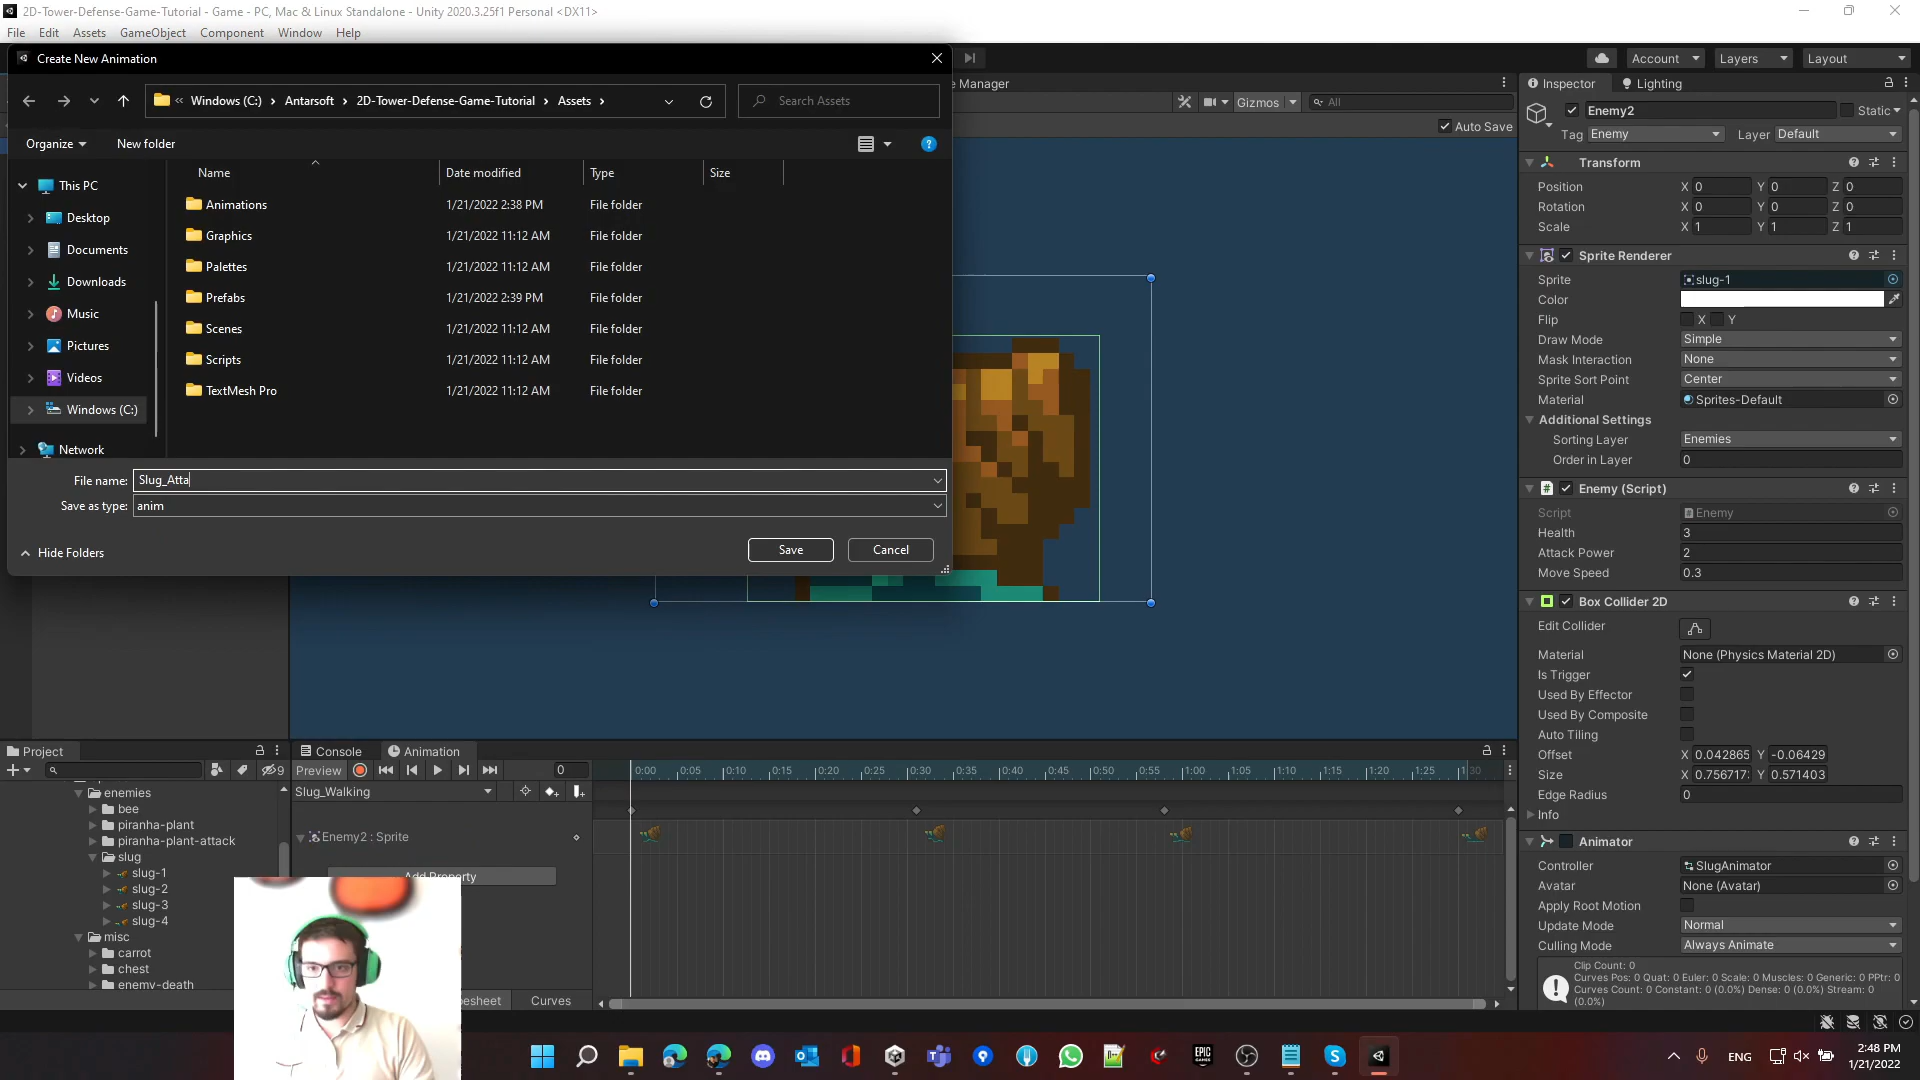 2D-Tower-Defense-Game-Tutorial - Game - PC, Mac & Linux Standalone - Unity 2020.3.25f1 Personal <DX11>
File Edit Assets GameObject Component Window Help
Create New Animation
Account Layers Layout
« Windows (C:) › Antarsoft › 2D-Tower-Defense-Game-Tutorial › Assets ›
Search Assets
e Manager
Inspector Lighting
Gizmos All
Enemy2 Static
Auto Save
Tag Enemy Layer Default
Organize New folder
Transform
Name Date modified Type Size
Position X 0 Y 0 Z 0
Rotation X 0 Y 0 Z 0
Scale X 1 Y 1 Z 1
This PC
Desktop
Documents
Downloads
Music
Pictures
Videos
Windows (C:)
Network
Animations 1/21/2022 2:38 PM File folder
Graphics 1/21/2022 11:12 AM File folder
Palettes 1/21/2022 11:12 AM File folder
Prefabs 1/21/2022 2:39 PM File folder
Scenes 1/21/2022 11:12 AM File folder
Scripts 1/21/2022 11:12 AM File folder
TextMesh Pro 1/21/2022 11:12 AM File folder
File name: Slug_Atta
Save as type: anim
Hide Folders
Save Cancel
Sprite Renderer
Sprite slug-1
Color
Flip X Y
Draw Mode Simple
Mask Interaction None
Sprite Sort Point Center
Material Sprites-Default
Additional Settings
Sorting Layer Enemies
Order in Layer 0
Enemy (Script)
Script Enemy
Health 3
Attack Power 2
Move Speed 0.3
Box Collider 2D
Edit Collider
Material None (Physics Material 2D)
Is Trigger
Used By Effector
Used By Composite
Auto Tiling
Offset X 0.042865 Y -0.06429
Size X 0.756717 Y 0.571403
Edge Radius 0
Info
Animator
Controller SlugAnimator
Avatar None (Avatar)
Apply Root Motion
Update Mode Normal
Culling Mode Always Animate
Clip Count: 0
Curves Pos: 0 Quat: 0 Euler: 0 Scale: 0 Muscles: 0 Generic: 0 PPtr: 0
Curves Count: 0 Constant: 0 (0.0%) Dense: 0 (0.0%) Stream: 0
(0.0%)
Project
9
enemies
bee
piranha-plant
piranha-plant-attack
slug
slug-1
slug-2
slug-3
slug-4
misc
carrot
chest
enemy-death
Console Animation
Preview 0
0:00 0:05 0:10 0:15 0:20 0:25 0:30 0:35 0:40 0:45 0:50 0:55 1:00 1:05 1:10 1:15 1:20 1:25 1:30
Slug_Walking
Enemy2 : Sprite
Add Property
pesheet Curves
EPIC
GAMES
ENG
2:48 PM
1/21/2022